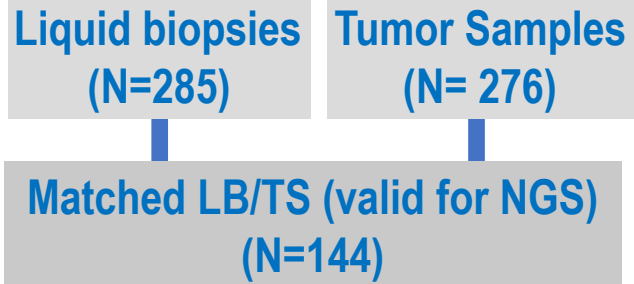 Liquid biopsies
(N=285)
Tumor Samples
(N= 276)
Matched LB/TS (valid for NGS)
(N=144)